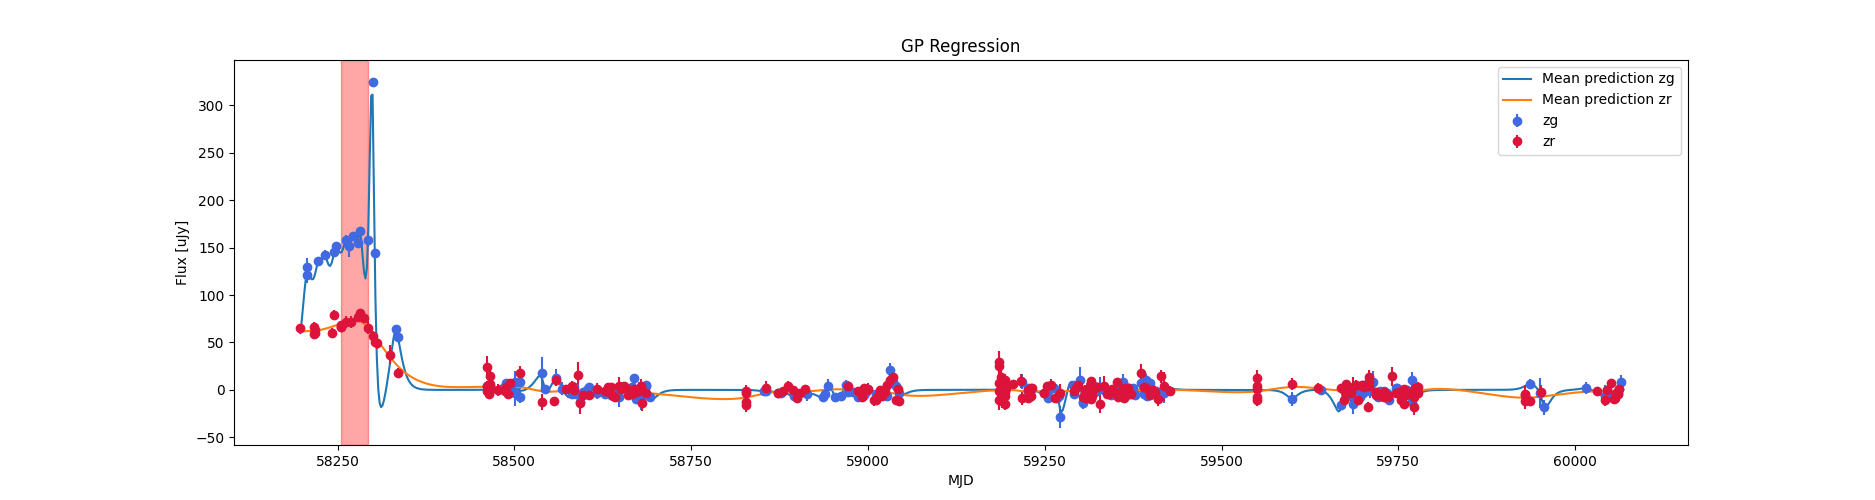 GP Regression
Flux [uJy]
300
250
200
150
100
50
0
−50
58250
58500
58750
59000
59250
59500
59750
60000
MJD
Mean prediction zg
Mean prediction zr
zg
zr